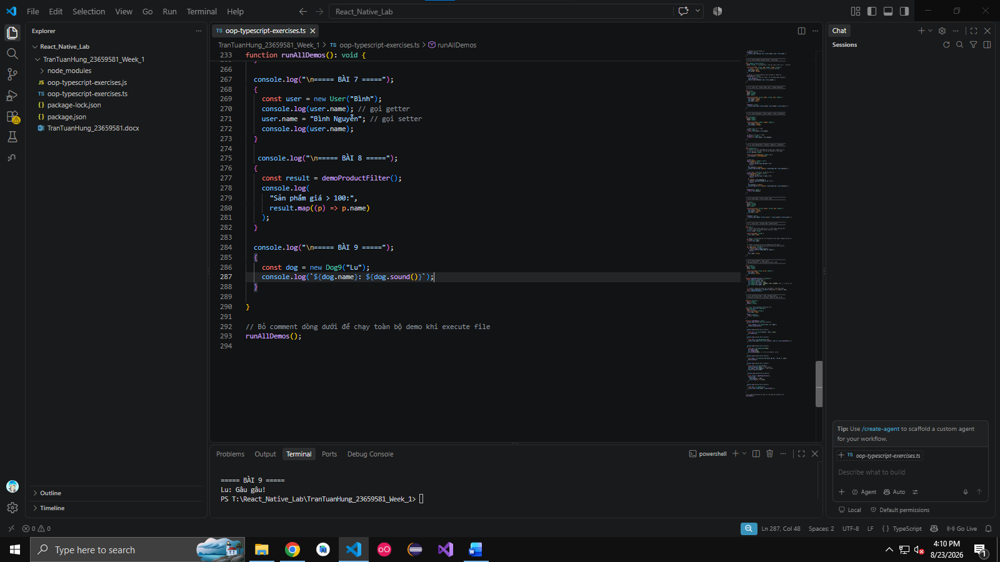 File Edit Selection View Go Run Terminal Help
React_Native_Lab
Explorer
React_Native_Lab
TranTuanHung_23659581_Week_1
node_modules
JS oop-typescript-exercises.js
TS oop-typescript-exercises.ts
{} package-lock.json
{} package.json
TranTuanHung_23659581.docx
Outline
Timeline
TS oop-typescript-exercises.ts
TranTuanHung_23659581_Week_1 > TS oop-typescript-exercises.ts > runAllDemos
233 function runAllDemos(): void {
266
267 console.log("\n===== BÀI 7 =====");
268 {
269 const user = new User("Bình");
270 console.log(user.name); // gọi getter
271 user.name = "Bình Nguyễn"; // gọi setter
272 console.log(user.name);
273 }
274
275 console.log("\n===== BÀI 8 =====");
276 {
277 const result = demoProductFilter();
278 console.log(
279 "Sản phẩm giá > 100:",
280 result.map((p) => p.name)
281 );
282 }
283
284 console.log("\n===== BÀI 9 =====");
285 {
286 const dog = new Dog9("Lu");
287 console.log(`${dog.name}: ${dog.sound()}`);
288 }
289
290 }
291
292 // Bỏ comment dòng dưới để chạy toàn bộ demo khi execute file
293 runAllDemos();
294
Problems Output Terminal Ports Debug Console
powershell
===== BÀI 9 =====
Lu: Gâu gâu!
PS T:\React_Native_Lab\TranTuanHung_23659581_Week_1>
Chat
Sessions
Tip: Use /create-agent to scaffold a custom agent
for your workflow.
TS oop-typescript-exercises.ts
Describe what to build
Agent Auto
Local Default permissions
0 0
Ln 287, Col 48 Spaces: 2 UTF-8 LF {} TypeScript Go Live
Type here to search
4:10 PM
8/23/2026
1